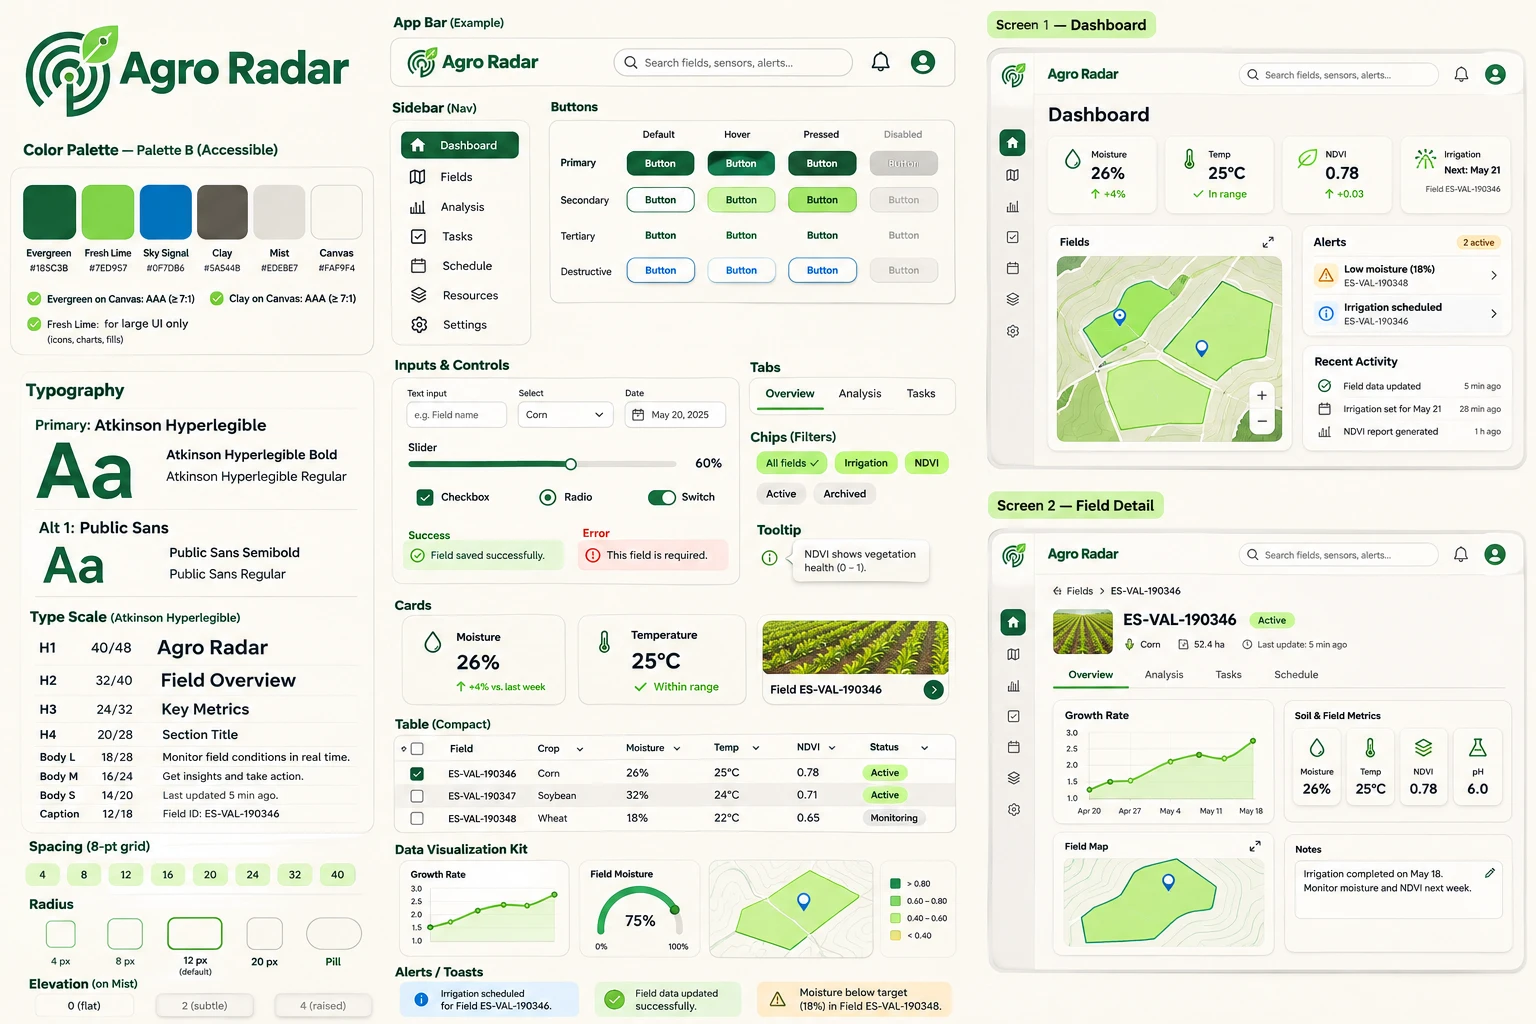 Agro Radar
Color Palette — Palette B (Accessible)
Evergreen
#185C3B
Fresh Lime
#7ED957
Sky Signal
#0F7DB6
Clay
#5A544B
Mist
#EDEBE7
Canvas
#FAF9F4
Evergreen on Canvas: AAA (≥ 7:1)
Clay on Canvas: AAA (≥ 7:1)
Fresh Lime: for large UI only
(icons, charts, fills)
Typography
Primary: Atkinson Hyperlegible
Aa
Atkinson Hyperlegible Bold
Atkinson Hyperlegible Regular
Alt 1: Public Sans
Aa
Public Sans Semibold
Public Sans Regular
Type Scale (Atkinson Hyperlegible)
H1 40/48 Agro Radar
H2 32/40 Field Overview
H3 24/32 Key Metrics
H4 20/28 Section Title
Body L 18/28 Monitor field conditions in real time.
Body M 16/24 Get insights and take action.
Body S 14/20 Last updated 5 min ago.
Caption 12/18 Field ID: ES-VAL-190346
Spacing (8-pt grid)
4 8 12 16 20 24 32 40
Radius
4 px
8 px
12 px
(default)
20 px
Pill
Elevation (on Mist)
0 (flat)
2 (subtle)
4 (raised)
App Bar (Example)
Agro Radar
Search fields, sensors, alerts...
Sidebar (Nav)
Dashboard
Fields
Analysis
Tasks
Schedule
Resources
Settings
Buttons
Default Hover Pressed Disabled
Primary Button Button Button Button
Secondary Button Button Button Button
Tertiary Button Button Button Button
Destructive Button Button Button Button
Inputs & Controls
Text input
e.g. Field name
Select
Corn
Date
May 20, 2025
Slider
60%
Checkbox
Radio
Switch
Success
Field saved successfully.
Error
This field is required.
Tabs
Overview Analysis Tasks
Chips (Filters)
All fields Irrigation NDVI
Active Archived
Tooltip
NDVI shows vegetation
health (0 – 1).
Cards
Moisture
26%
+4% vs. last week
Temperature
25°C
Within range
Field ES-VAL-190346
Table (Compact)
Field Crop Moisture Temp NDVI Status
ES-VAL-190346 Corn 26% 25°C 0.78 Active
ES-VAL-190347 Soybean 32% 24°C 0.71 Active
ES-VAL-190348 Wheat 18% 22°C 0.65 Monitoring
Data Visualization Kit
Growth Rate
3.0
2.5
2.0
1.5
1.0
Field Moisture
75%
0% 100%
> 0.80
0.60 – 0.80
0.40 – 0.60
< 0.40
Alerts / Toasts
Irrigation scheduled
for Field ES-VAL-190346.
Field data updated
successfully.
Moisture below target
(18%) in Field ES-VAL-190348.
Screen 1 — Dashboard
Agro Radar
Search fields, sensors, alerts...
Dashboard
Moisture
26%
+4%
Temp
25°C
In range
NDVI
0.78
+0.03
Irrigation
Next: May 21
Field ES-VAL-190346
Fields
+
−
Alerts
2 active
Low moisture (18%)
ES-VAL-190348
Irrigation scheduled
ES-VAL-190346
Recent Activity
Field data updated 5 min ago
Irrigation set for May 21 28 min ago
NDVI report generated 1 h ago
Screen 2 — Field Detail
Agro Radar
Search fields, sensors, alerts...
Fields > ES-VAL-190346
ES-VAL-190346 Active
Corn 52.4 ha Last update: 5 min ago
Overview Analysis Tasks Schedule
Growth Rate
3.0
2.5
2.0
1.5
1.0
Apr 20 Apr 27 May 4 May 11 May 18
Soil & Field Metrics
Moisture
26%
Temp
25°C
NDVI
0.78
pH
6.0
Field Map
Notes
Irrigation completed on May 18.
Monitor moisture and NDVI next week.